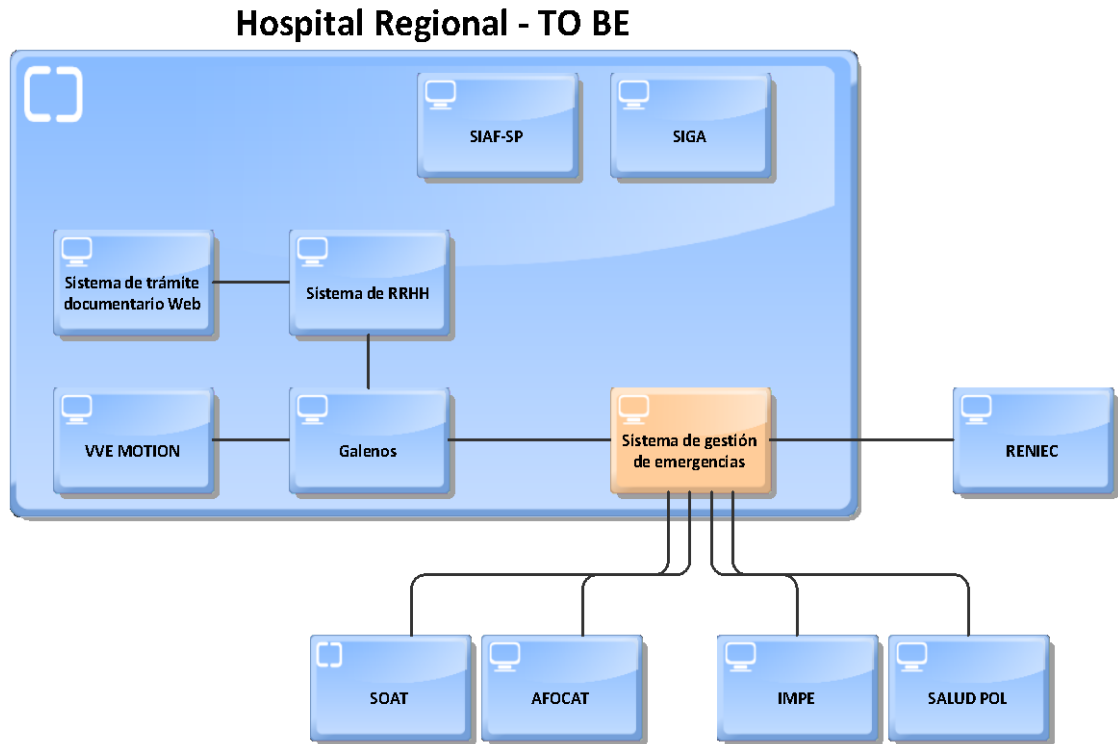 Hospital Regional - TO BE
SIAF-SP
SIGA
Sistema de trámite
documentario Web
Sistema de RRHH
VVE MOTION
Galenos
Sistema de gestión
de emergencias
RENIEC
SOAT
AFOCAT
IMPE
SALUD POL